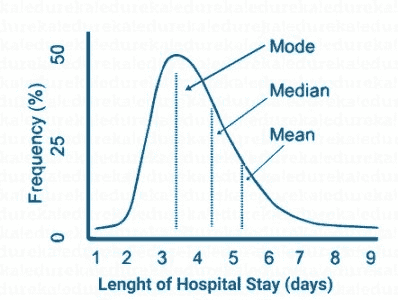 50
Mode
Median
Frequency (%)
25
Mean
0
1 2 3 4 5 6 7 8 9
Lenght of Hospital Stay (days)